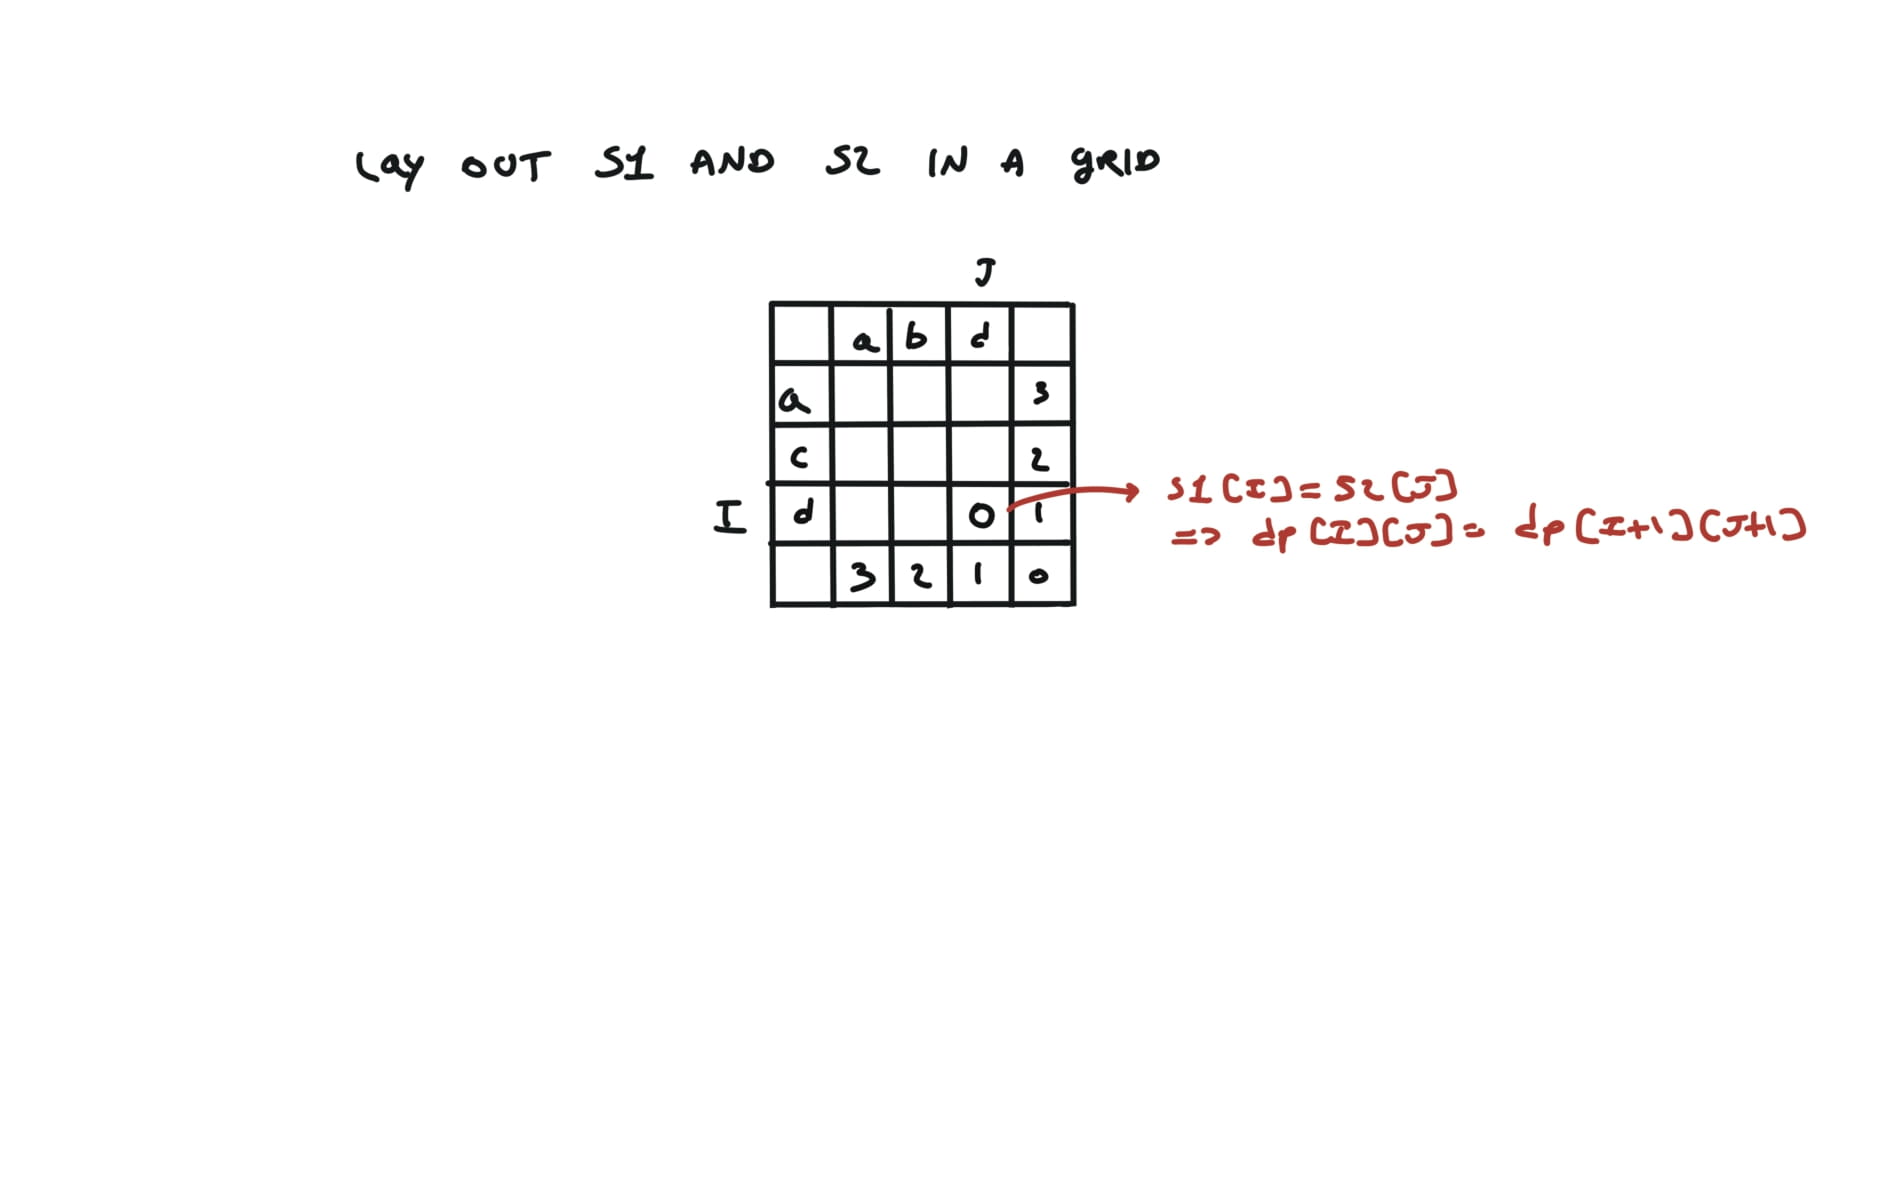 Lay OUT S1 AND S2 IN A gRID
J
a b d
a 3
c 2
I d 0 1
3 2 1 0
S1[I] = S2[J]
=> dp[I][J] = dp[I+1][J+1]